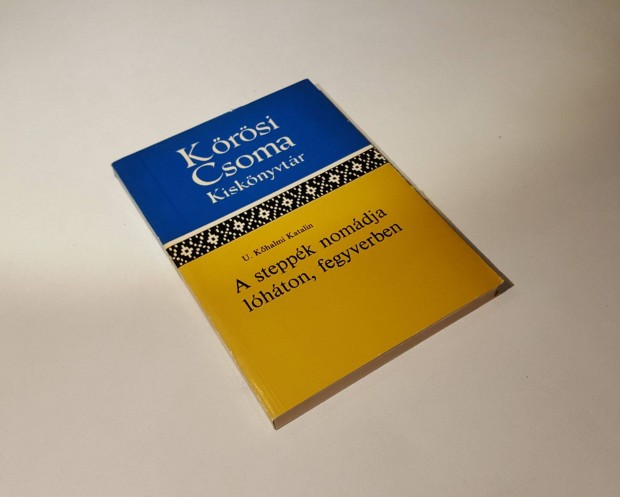 Kőrösi
Csoma
Kiskönyvtár
U. Kőhalmi Katalin
A steppék nomádja
lóháton, fegyverben